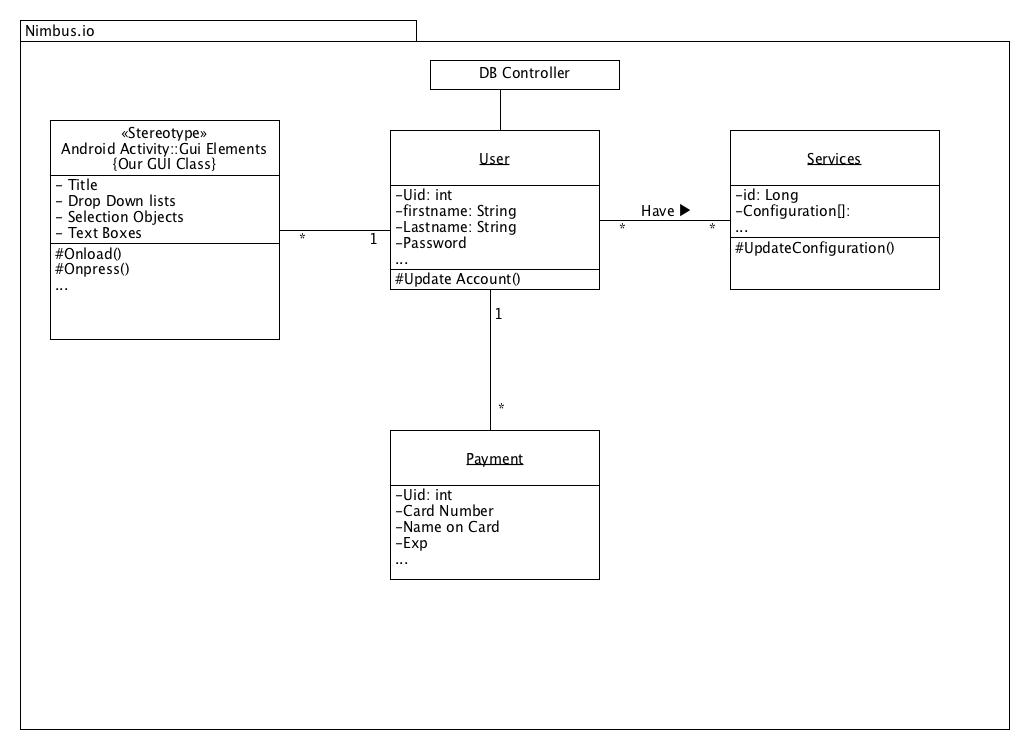 Nimbus.io
DB Controller
«Stereotype»
Android Activity::Gui Elements
{Our GUI Class}
- Title
- Drop Down lists
- Selection Objects
- Text Boxes
#Onload()
#Onpress()
...
*
1
User
-Uid: int
-firstname: String
-Lastname: String
-Password
...
#Update Account()
Have ▶
*
*
Services
-id: Long
-Configuration[]:
...
#UpdateConfiguration()
1
*
Payment
-Uid: int
-Card Number
-Name on Card
-Exp
...